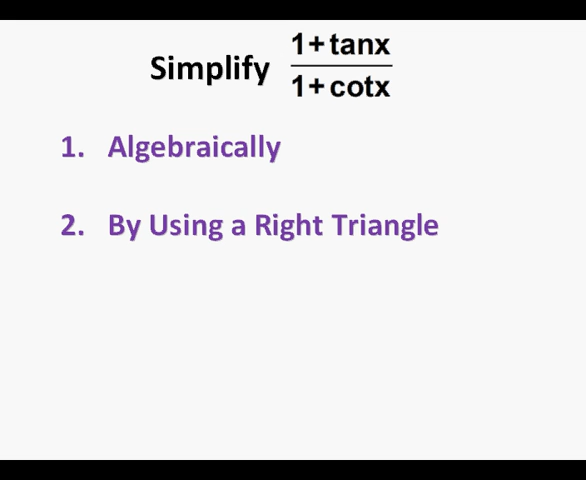 Simplify 1+tanx / 1+cotx
1. Algebraically
2. By Using a Right Triangle